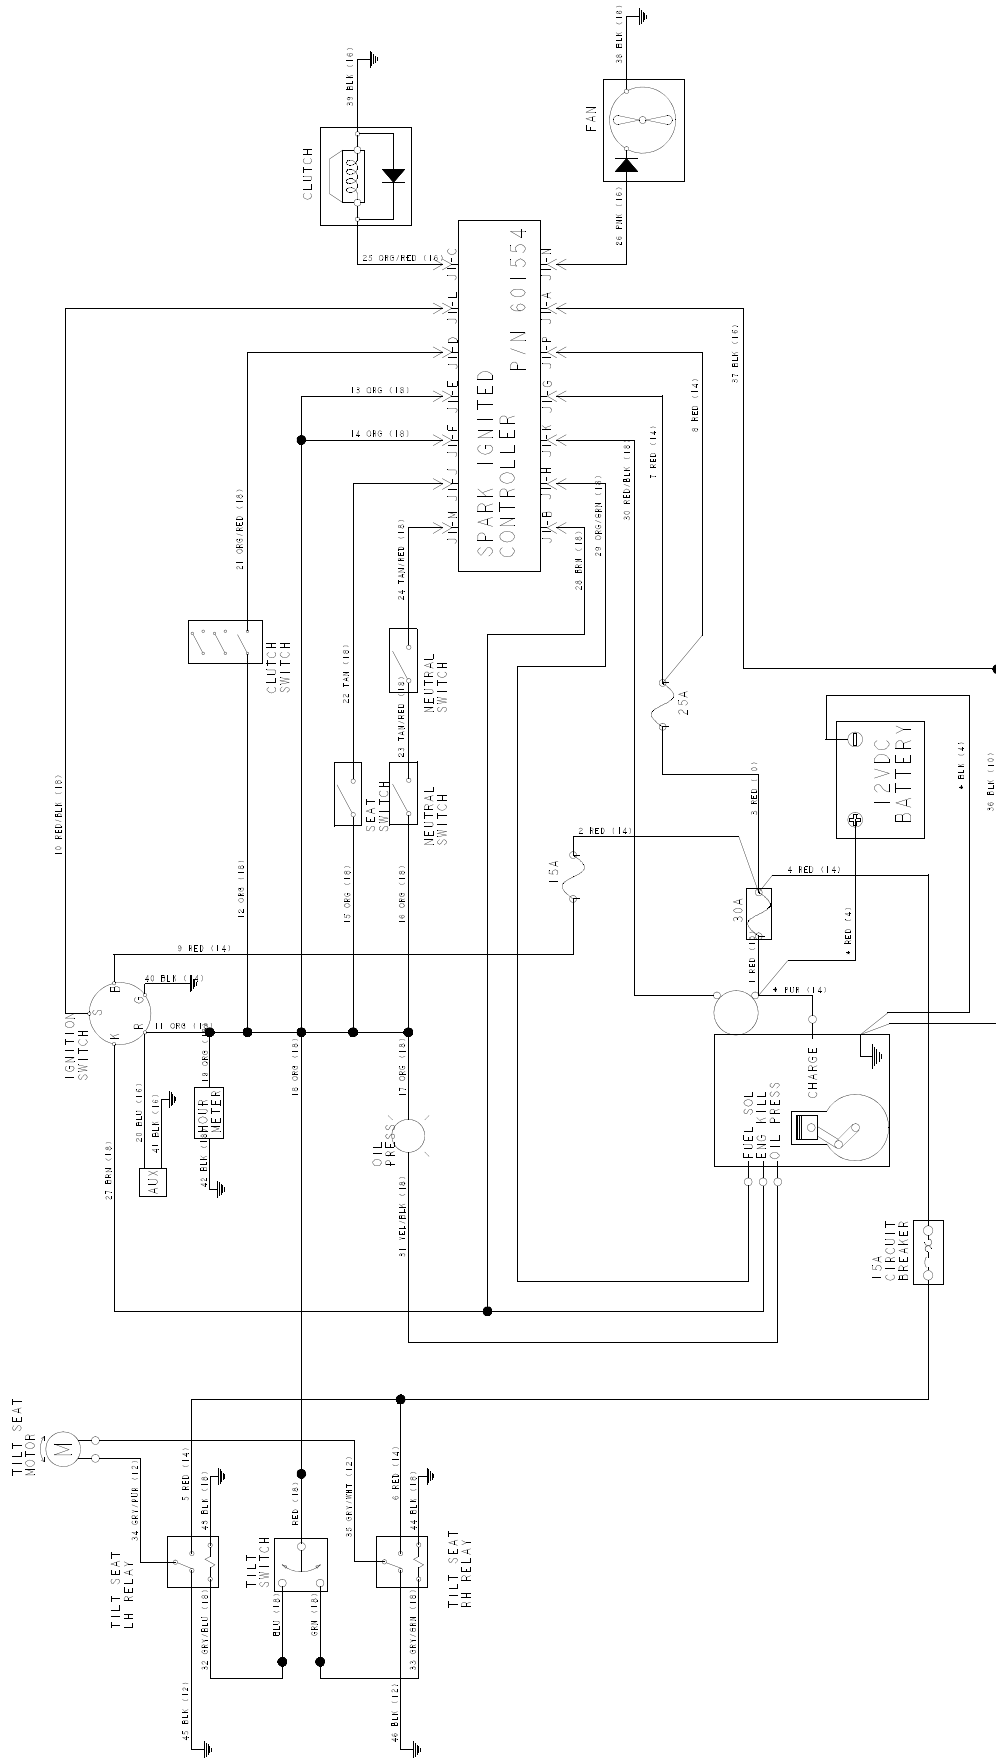 38 BLK (16)
39 BLK (16)
FAN
CLUTCH
26 PNK (16)
25 ORG/RED (16)
J1-C
J1-L
J1-D
J1-E
J1-F
J1-J
J1-M
SPARK IGNITED
CONTROLLER
P/N 601554
J1-N
J1-A
J1-P
J1-G
J1-K
J1-H
J1-B
37 BLK (16)
13 ORG (18)
14 ORG (18)
8 RED (14)
7 RED (14)
30 RED/BLK (18)
29 ORG/GRN (18)
28 BRN (18)
21 ORG/RED (18)
24 TAN/RED (18)
CLUTCH
SWITCH
22 TAN (18)
NEUTRAL
SWITCH
23 TAN/RED (18)
25A
10 RED/BLK (18)
SEAT
SWITCH
NEUTRAL
SWITCH
3 RED (10)
12VDC
BATTERY
* BLK (4)
36 BLK (10)
2 RED (14)
15A
4 RED (14)
30A
12 ORG (18)
15 ORG (18)
16 ORG (18)
* RED (4)
9 RED (14)
1 RED (10)
* PUR (14)
40 BLK (14)
B
S
G
K
R
IGNITION
SWITCH
11 ORG (18)
19 ORG (18)
18 ORG (18)
17 ORG (18)
CHARGE
20 BLU (16)
41 BLK (16)
HOUR
METER
OIL
PRESS
FUEL SOL
ENG KILL
OIL PRESS
27 BRN (18)
AUX
42 BLK (18)
31 YEL/BLK (18)
15A
CIRCUIT
BREAKER
TILT SEAT
MOTOR
M
34 GRY/PUR (12)
5 RED (14)
43 BLK (18)
RED (18)
35 GRY/WHT (12)
6 RED (14)
44 BLK (18)
TILT SEAT
LH RELAY
TILT
SWITCH
TILT SEAT
RH RELAY
32 GRY/BLU (18)
BLU (18)
GRN (18)
33 GRY/GRN (18)
45 BLK (12)
46 BLK (12)